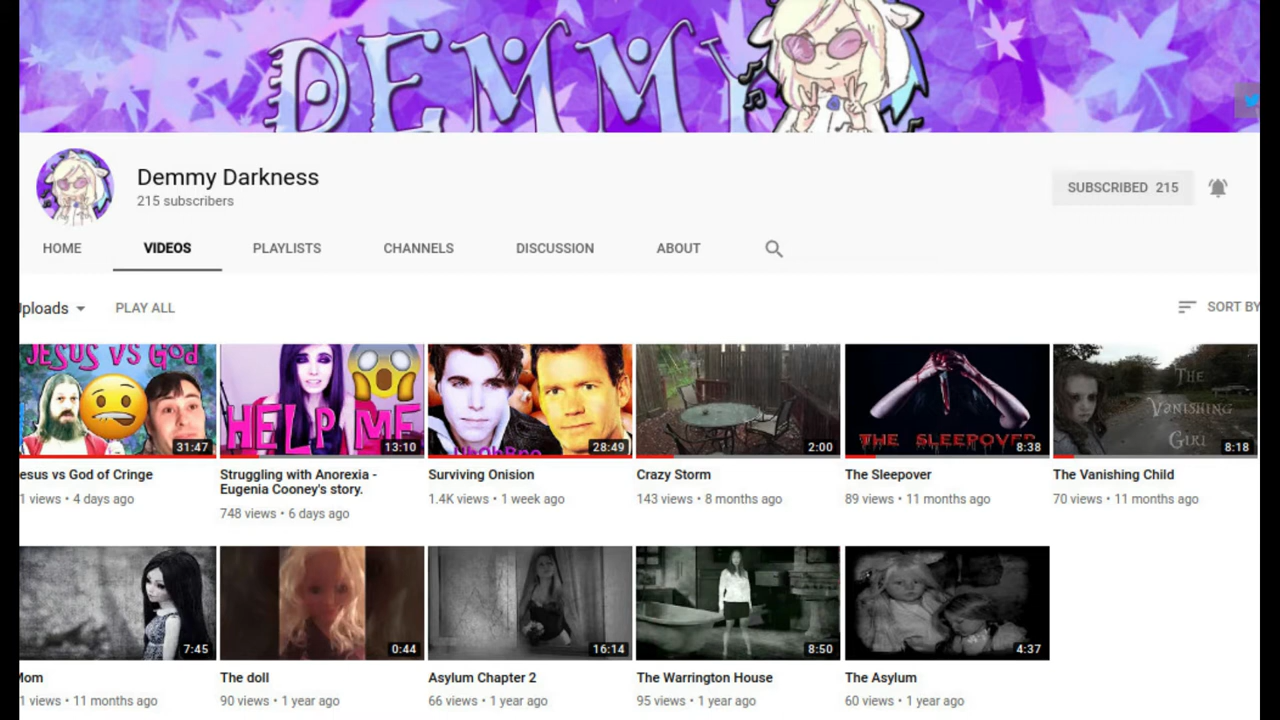 DEMMY
Demmy Darkness
215 subscribers
SUBSCRIBED 215
HOME VIDEOS PLAYLISTS CHANNELS DISCUSSION ABOUT
Uploads PLAY ALL SORT BY
JESUS VS GOD
31:47
HELP ME
13:10
28:49
2:00
THE SLEEPOVER
8:38
THE
VANISHING
GIRL
8:18
esus vs God of Cringe
1 views • 4 days ago
Struggling with Anorexia -
Eugenia Cooney's story.
748 views • 6 days ago
Surviving Onision
1.4K views • 1 week ago
Crazy Storm
143 views • 8 months ago
The Sleepover
89 views • 11 months ago
The Vanishing Child
70 views • 11 months ago
7:45
0:44
16:14
8:50
4:37
Mom
1 views • 11 months ago
The doll
90 views • 1 year ago
Asylum Chapter 2
66 views • 1 year ago
The Warrington House
95 views • 1 year ago
The Asylum
60 views • 1 year ago